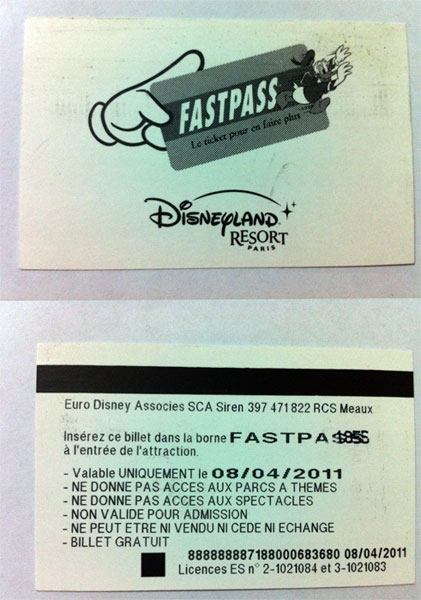 FASTPASS
Le ticket pour en faire plus
Disneyland
RESORT
PARIS
Euro Disney Associes SCA Siren 397 471 822 RCS Meaux
Insérez ce billet dans la borne FASTPASS
à l'entrée de l'attraction.
- Valable UNIQUEMENT le 08/04/2011
- NE DONNE PAS ACCES AUX PARCS A THEMES
- NE DONNE PAS ACCES AUX SPECTACLES
- NON VALIDE POUR ADMISSION
- NE PEUT ETRE NI VENDU NI CEDE NI ECHANGE
- BILLET GRATUIT
888888887188000683680 08/04/2011
Licences ES n° 2-1021084 et 3-1021083